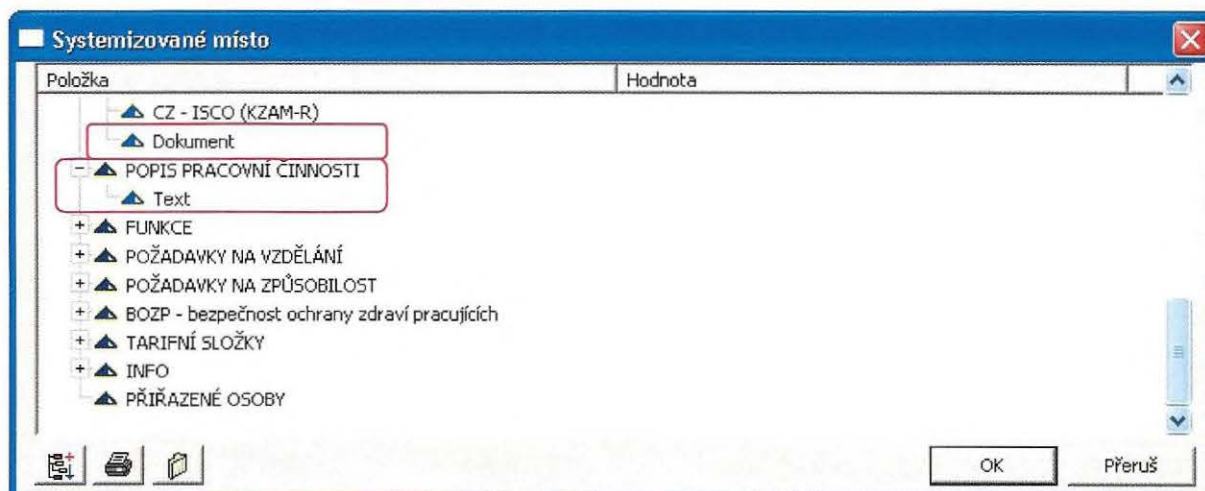 Systemizované místo
Položka Hodnota
CZ - ISCO (KZAM-R)
Dokument
POPIS PRACOVNÍ ČINNOSTI
Text
FUNKCE
POŽADAVKY NA VZDĚLÁNÍ
POŽADAVKY NA ZPŮSOBILOST
BOZP - bezpečnost ochrany zdraví pracujících
TARIFNÍ SLOŽKY
INFO
PŘIŘAZENÉ OSOBY
OK Přeruš